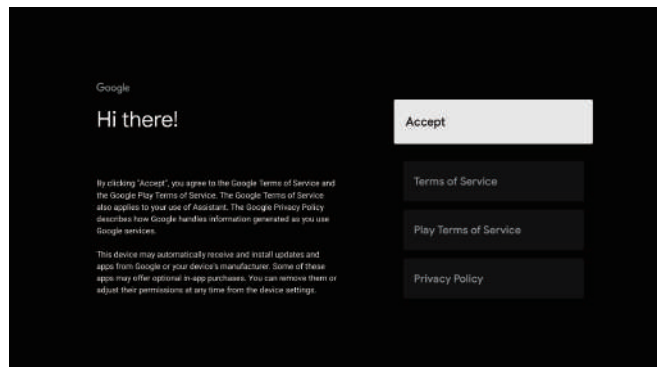 Google
Hi there!
By clicking "Accept", you agree to the Google Terms of Service and
the Google Play Terms of Service. The Google Terms of Service
also applies to your use of Assistant. The Google Privacy Policy
describes how Google handles information generated as you use
Google services.
This device may automatically receive and install updates and
apps from Google or your device's manufacturer. Some of these
apps may offer optional in-app purchases. You can remove them or
adjust their permissions at any time from the device settings.
Accept
Terms of Service
Play Terms of Service
Privacy Policy